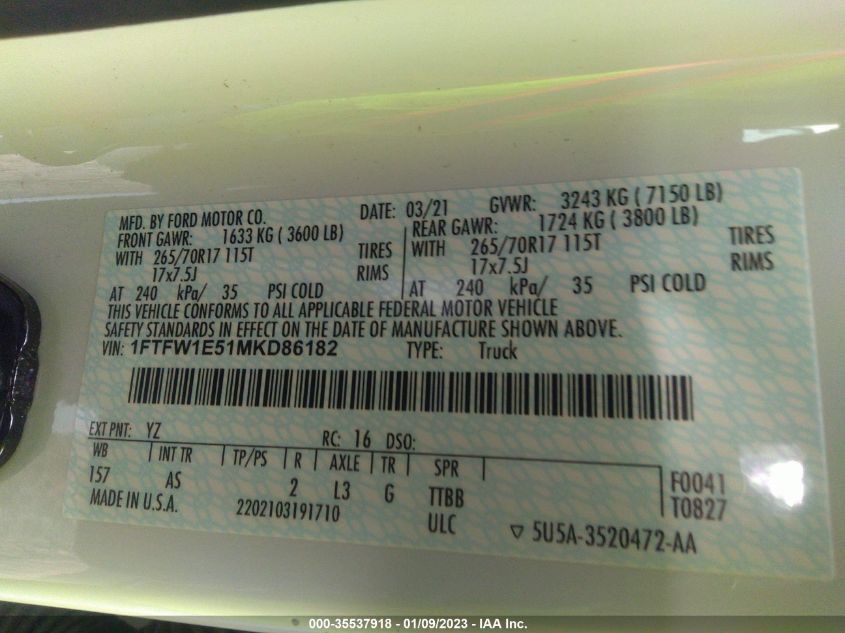 MFD. BY FORD MOTOR CO.
DATE: 03/21 GVWR: 3243 KG ( 7150 LB)
FRONT GAWR: 1633 KG ( 3600 LB)
REAR GAWR: 1724 KG ( 3800 LB)
WITH 265/70R17 115T TIRES
WITH 265/70R17 115T TIRES
17x7.5J RIMS
17x7.5J RIMS
AT 240 kPa/ 35 PSI COLD
AT 240 kPa/ 35 PSI COLD
THIS VEHICLE CONFORMS TO ALL APPLICABLE FEDERAL MOTOR VEHICLE
SAFETY STANDARDS IN EFFECT ON THE DATE OF MANUFACTURE SHOWN ABOVE.
VIN: 1FTFW1E51MKD86182 TYPE: Truck
EXT PNT: YZ RC: 16 DSO:
WB INT TR TP/PS R AXLE TR SPR
157 AS 2 L3 G TTBB F0041
MADE IN U.S.A. 2202103191710 ULC T0827
5U5A-3520472-AA
000-35537918 - 01/09/2023 - IAA Inc.